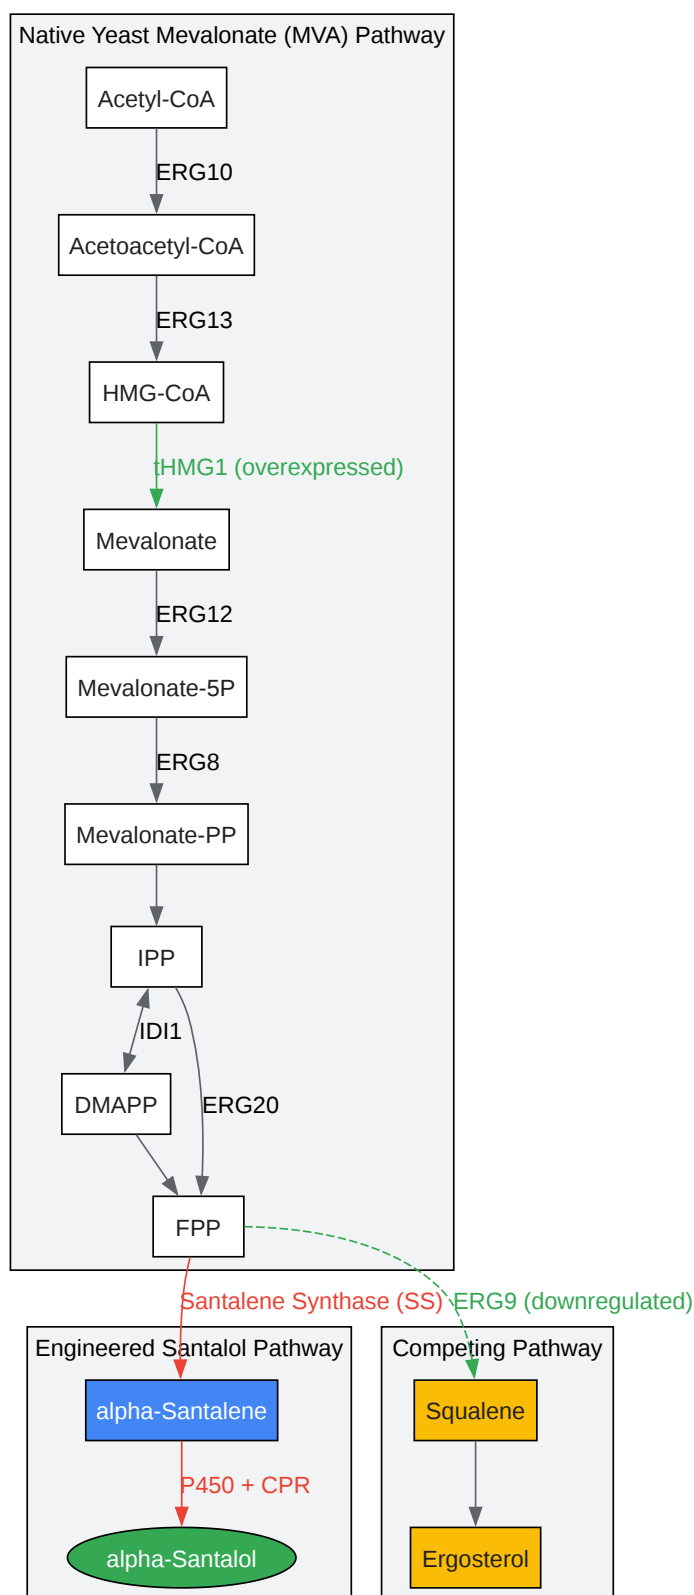 Native Yeast Mevalonate (MVA) Pathway
Acetyl-CoA
ERG10
Acetoacetyl-CoA
ERG13
HMG-CoA
tHMG1 (overexpressed)
Mevalonate
ERG12
Mevalonate-5P
ERG8
Mevalonate-PP
IPP
IDI1
DMAPP
ERG20
FPP
Santalene Synthase (SS)
ERG9 (downregulated)
Engineered Santalol Pathway
Competing Pathway
alpha-Santalene
Squalene
P450 + CPR
alpha-Santalol
Ergosterol